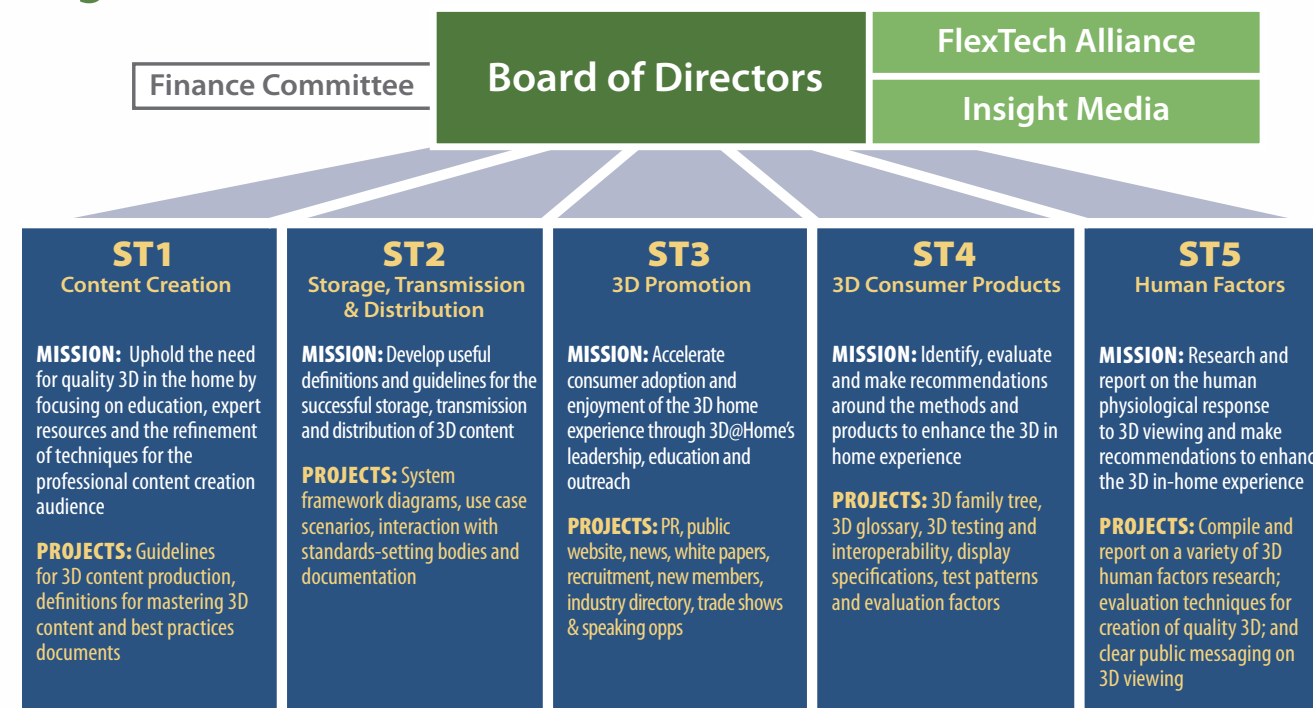 Finance Committee
Board of Directors
FlexTech Alliance
Insight Media
ST1
Content Creation
MISSION: Uphold the need
for quality 3D in the home by
focusing on education, expert
resources and the refinement
of techniques for the
professional content creation
audience
PROJECTS: Guidelines
for 3D content production,
definitions for mastering 3D
content and best practices
documents
ST2
Storage, Transmission
& Distribution
MISSION: Develop useful
definitions and guidelines for the
successful storage, transmission
and distribution of 3D content
PROJECTS: System
framework diagrams, use case
scenarios, interaction with
standards-setting bodies and
documentation
ST3
3D Promotion
MISSION: Accelerate
consumer adoption and
enjoyment of the 3D home
experience through 3D@Home's
leadership, education and
outreach
PROJECTS: PR, public
website, news, white papers,
recruitment, new members,
industry directory, trade shows
& speaking opps
ST4
3D Consumer Products
MISSION: Identify, evaluate
and make recommendations
around the methods and
products to enhance the 3D in
home experience
PROJECTS: 3D family tree,
3D glossary, 3D testing and
interoperability, display
specifications, test patterns
and evaluation factors
ST5
Human Factors
MISSION: Research and
report on the human
physiological response
to 3D viewing and make
recommendations to enhanc
the 3D in-home experience
PROJECTS: Compile and
report on a variety of 3D
human factors research;
evaluation techniques for
creation of quality 3D; and
clear public messaging on
3D viewing